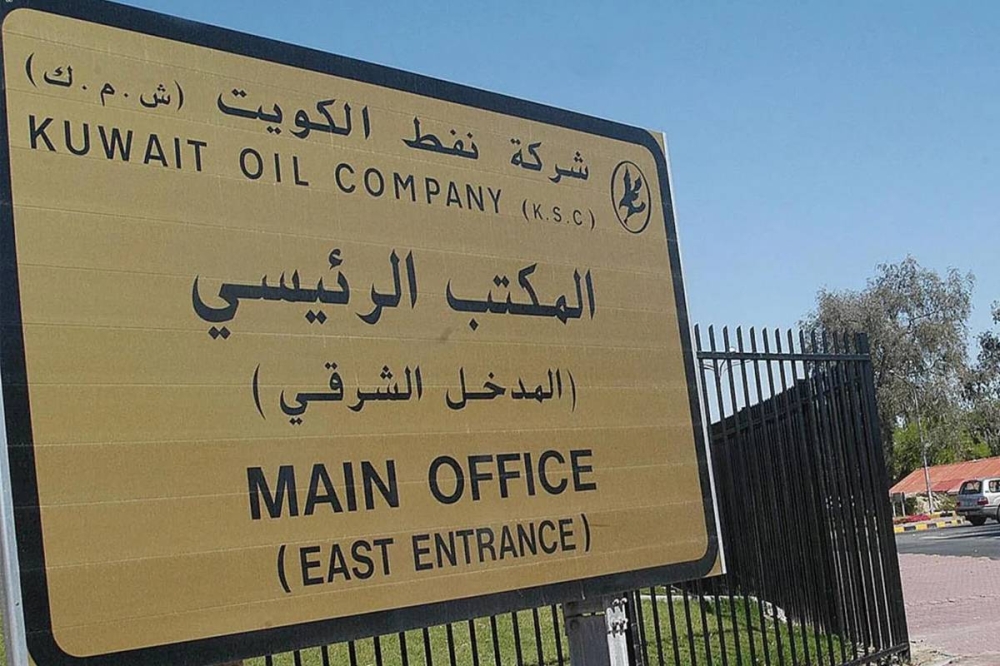 شركة نفط الكويت (ش.م.ك)
KUWAIT OIL COMPANY (K.S.C)
المكتب الرئيسي
(المدخل الشرقي)
MAIN OFFICE
(EAST ENTRANCE)